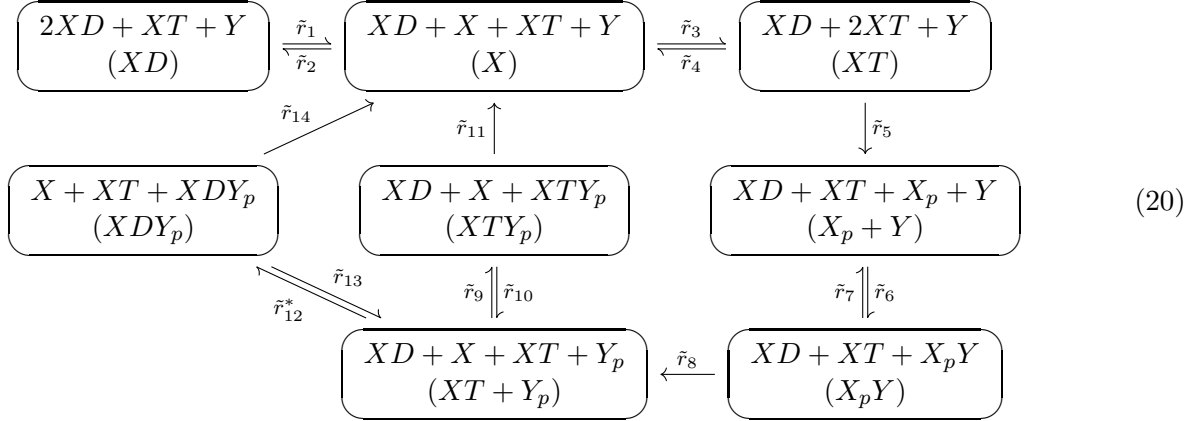 2XD + XT + Y
(XD)
r̃₁
r̃₂
XD + X + XT + Y
(X)
r̃₃
r̃₄
XD + 2XT + Y
(XT)
r̃₁₄
r̃₁₁
r̃₅
X + XT + XDYₚ
(XDYₚ)
XD + X + XTYₚ
(XTYₚ)
XD + XT + Xₚ + Y
(Xₚ + Y)
(20)
r̃₁₃
r̃*₁₂
r̃₉
r̃₁₀
r̃₇
r̃₆
XD + X + XT + Yₚ
(XT + Yₚ)
r̃₈
XD + XT + XₚY
(XₚY)